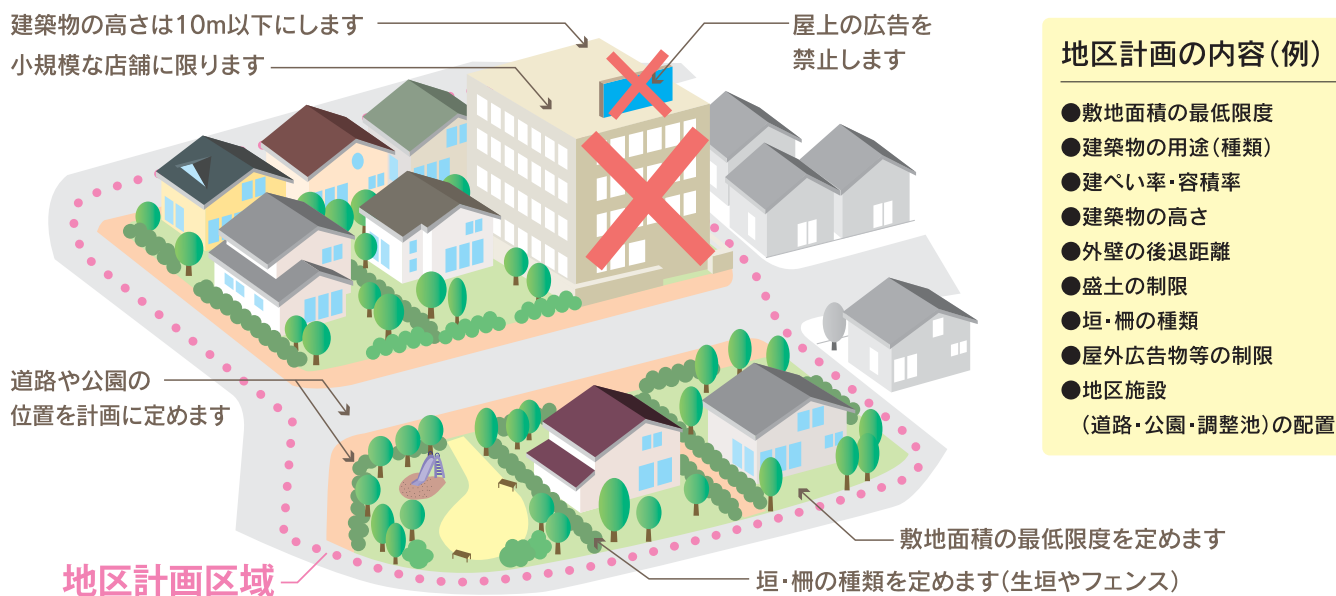 建築物の高さは10m以下にします
小規模な店舗に限ります
屋上の広告を
禁止します
道路や公園の
位置を計画に定めます
地区計画区域
敷地面積の最低限度を定めます
垣・柵の種類を定めます(生垣やフェンス)
地区計画の内容(例)
●敷地面積の最低限度
●建築物の用途(種類)
●建ぺい率・容積率
●建築物の高さ
●外壁の後退距離
●盛土の制限
●垣・柵の種類
●屋外広告物等の制限
●地区施設
(道路・公園・調整池)の配置